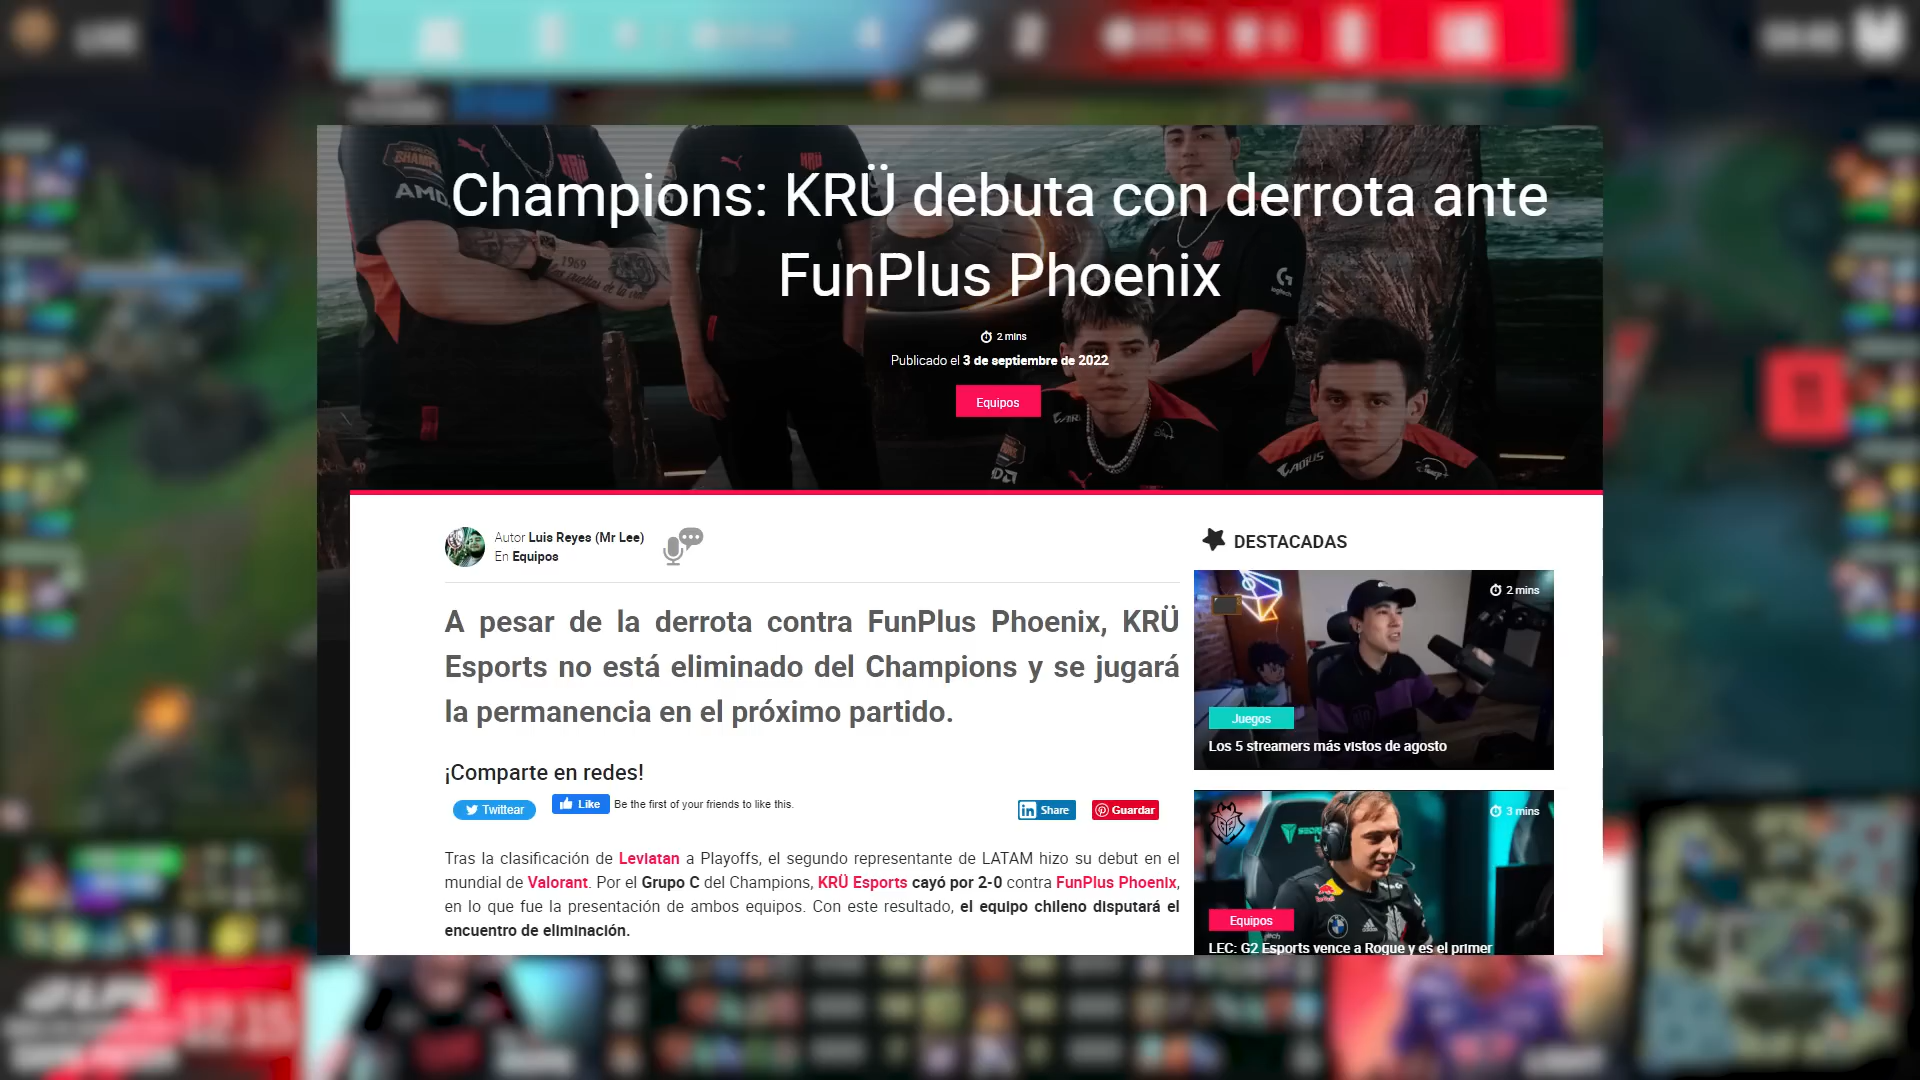 Champions: KRÜ debuta con derrota ante
FunPlus Phoenix
2 mins
Publicado el 3 de septiembre de 2022
Equipos
Autor Luis Reyes (Mr Lee)
En Equipos
A pesar de la derrota contra FunPlus Phoenix, KRÜ
Esports no está eliminado del Champions y se jugará
la permanencia en el próximo partido.
¡Comparte en redes!
Twittear
Like
Be the first of your friends to like this.
Share
Guardar
Tras la clasificación de Leviatan a Playoffs, el segundo representante de LATAM hizo su debut en el
mundial de Valorant. Por el Grupo C del Champions, KRÜ Esports cayó por 2-0 contra FunPlus Phoenix,
en lo que fue la presentación de ambos equipos. Con este resultado, el equipo chileno disputará el
encuentro de eliminación.
DESTACADAS
2 mins
Juegos
Los 5 streamers más vistos de agosto
3 mins
Equipos
LEC: G2 Esports vence a Rogue y es el primer
AMD
KRÜ
KRÜ
1969
logitech
AORUS